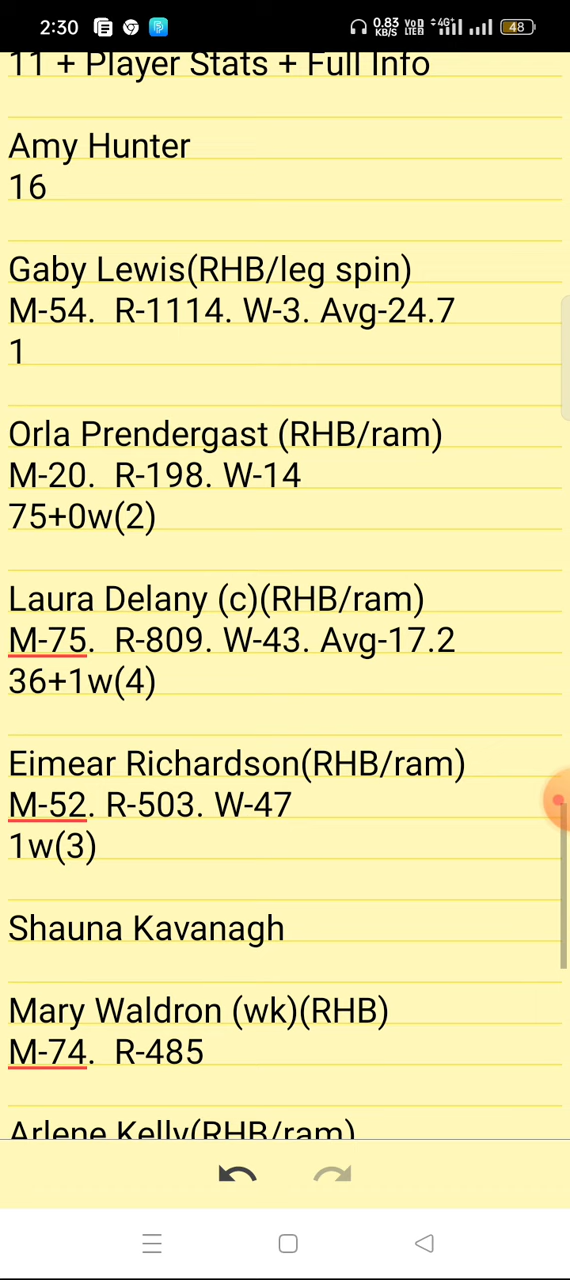 2:30 0.83 KB/S VoD LTE2 4G+ 48
11 + Player Stats + Full Info
Amy Hunter
16
Gaby Lewis(RHB/leg spin)
M-54. R-1114. W-3. Avg-24.7
1
Orla Prendergast (RHB/ram)
M-20. R-198. W-14
75+0w(2)
Laura Delany (c)(RHB/ram)
M-75. R-809. W-43. Avg-17.2
36+1w(4)
Eimear Richardson(RHB/ram)
M-52. R-503. W-47
1w(3)
Shauna Kavanagh
Mary Waldron (wk)(RHB)
M-74. R-485
Arlene Kelly(RHB/ram)